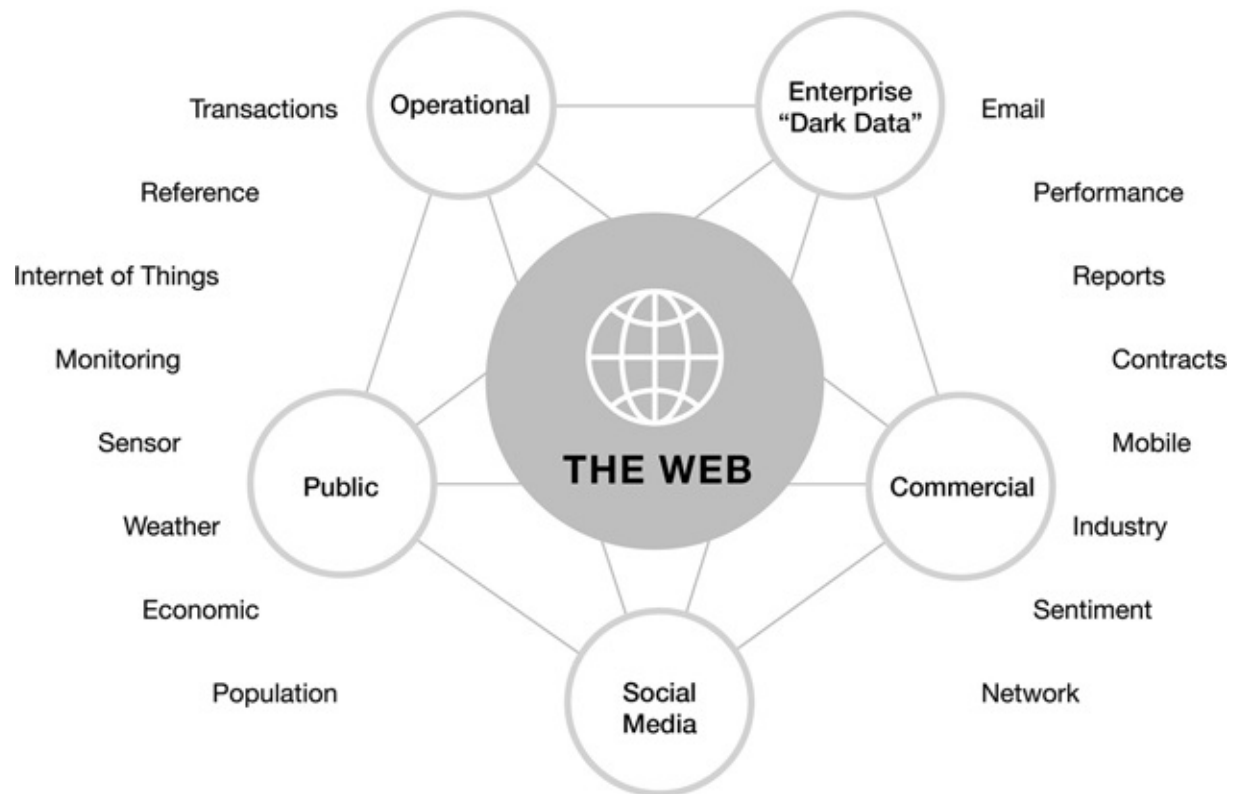 Transactions
Operational
Enterprise
“Dark Data”
Email
Reference
Performance
Internet of Things
Reports
Monitoring
Contracts
Sensor
Mobile
Public
THE WEB
Commercial
Weather
Industry
Economic
Sentiment
Population
Social
Media
Network